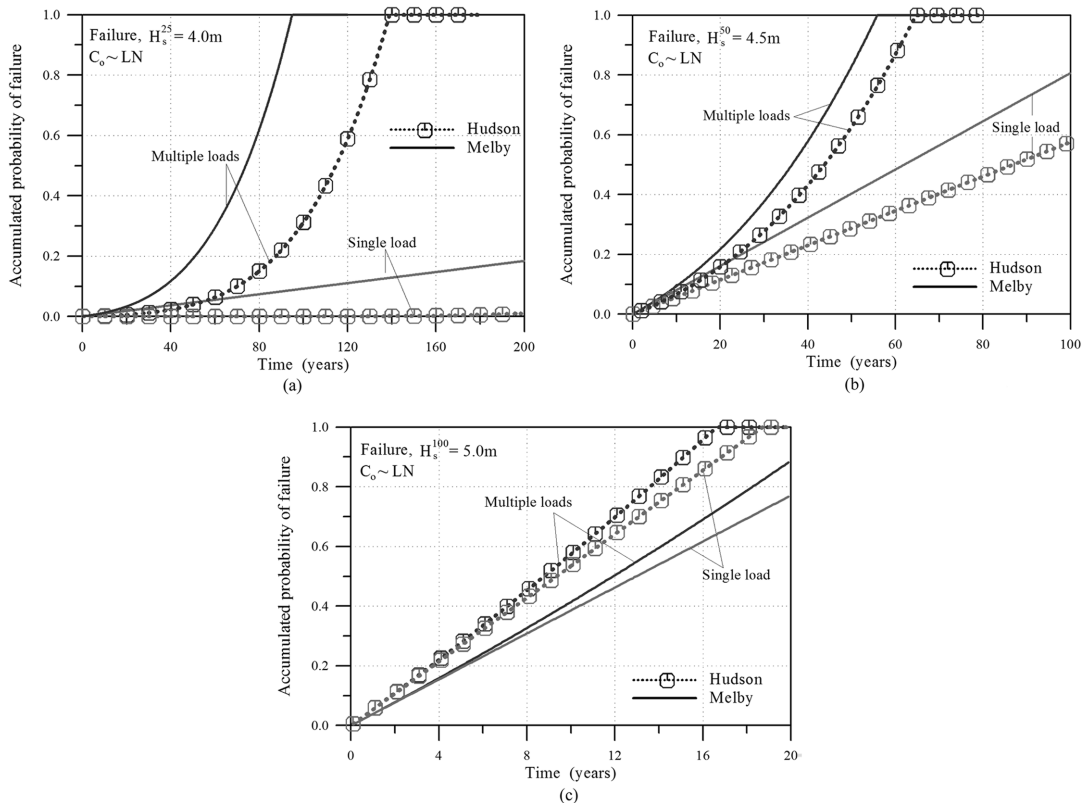 Failure, H_s^25 = 4.0m
C_o ~ LN
Accumulated probability of failure
1.0
0.8
0.6
0.4
0.2
0.0
Multiple loads
Single load
Hudson
Melby
0 40 80 120 160 200
Time (years)
(a)
Failure, H_s^50 = 4.5m
C_o ~ LN
Accumulated probability of failure
1.0
0.8
0.6
0.4
0.2
0.0
Multiple loads
Single load
Hudson
Melby
0 20 40 60 80 100
Time (years)
(b)
Failure, H_s^100 = 5.0m
C_o ~ LN
Accumulated probability of failure
1.0
0.8
0.6
0.4
0.2
0.0
Multiple loads
Single load
Hudson
Melby
0 4 8 12 16 20
Time (years)
(c)